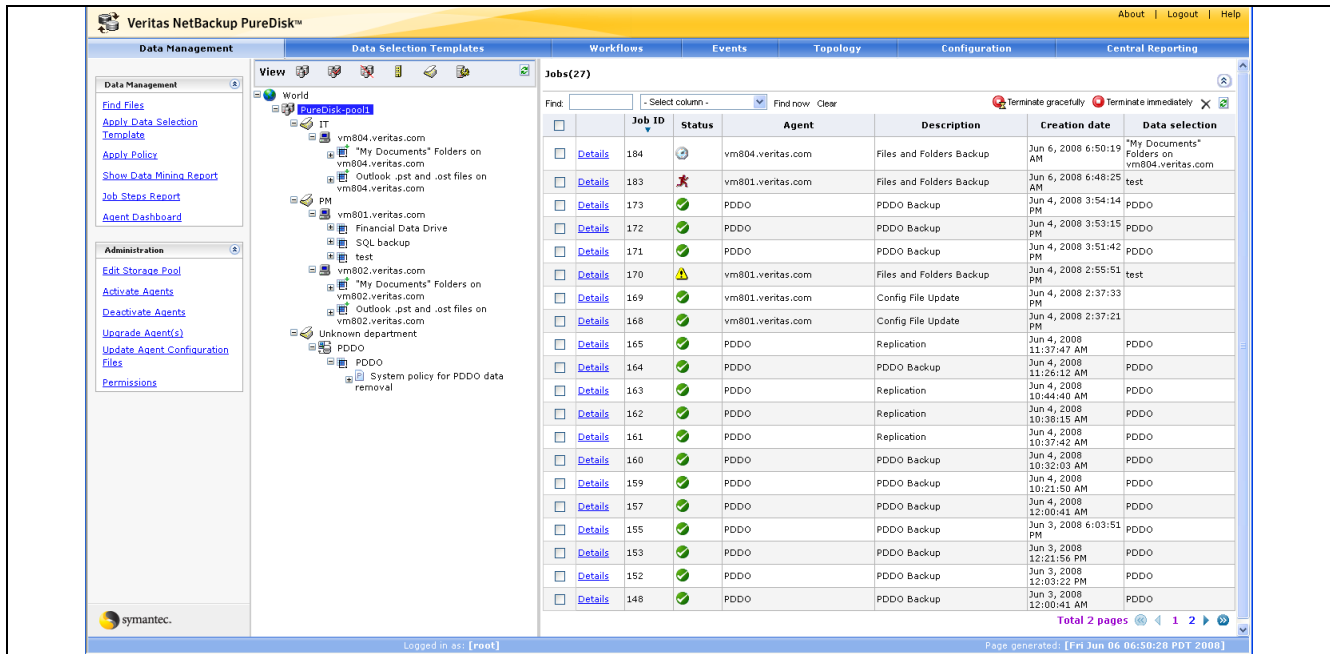 Veritas NetBackup PureDisk™
About | Logout | Help
Data Management Data Selection Templates Workflows Events Topology Configuration Central Reporting
Data Management
Find Files
Apply Data Selection
Template
Apply Policy
Show Data Mining Report
Job Steps Report
Agent Dashboard
Administration
Edit Storage Pool
Activate Agents
Deactivate Agents
Upgrade Agent(s)
Update Agent Configuration
Files
Permissions
symantec.
View
World
PureDisk-pool1
IT
vm804.veritas.com
"My Documents" Folders on
vm804.veritas.com
Outlook .pst and .ost files on
vm804.veritas.com
PM
vm801.veritas.com
Financial Data Drive
SQL backup
test
vm802.veritas.com
"My Documents" Folders on
vm802.veritas.com
Outlook .pst and .ost files on
vm802.veritas.com
Unknown department
PDDO
PDDO
System policy for PDDO data
removal
Jobs(27)
Find: - Select column - Find now Clear Terminate gracefully Terminate immediately
Job ID Status Agent Description Creation date Data selection
Details 184 vm804.veritas.com Files and Folders Backup Jun 6, 2008 6:50:19 AM "My Documents" Folders on vm804.veritas.com
Details 183 vm801.veritas.com Files and Folders Backup Jun 6, 2008 6:48:25 AM test
Details 173 PDDO PDDO Backup Jun 4, 2008 3:54:14 PM PDDO
Details 172 PDDO PDDO Backup Jun 4, 2008 3:53:15 PM PDDO
Details 171 PDDO PDDO Backup Jun 4, 2008 3:51:42 PM PDDO
Details 170 vm801.veritas.com Files and Folders Backup Jun 4, 2008 2:55:51 PM test
Details 169 vm801.veritas.com Config File Update Jun 4, 2008 2:37:33 PM
Details 168 vm801.veritas.com Config File Update Jun 4, 2008 2:37:21 PM
Details 165 PDDO Replication Jun 4, 2008 11:37:47 AM PDDO
Details 164 PDDO PDDO Backup Jun 4, 2008 11:26:12 AM PDDO
Details 163 PDDO Replication Jun 4, 2008 10:44:40 AM PDDO
Details 162 PDDO Replication Jun 4, 2008 10:38:15 AM PDDO
Details 161 PDDO Replication Jun 4, 2008 10:37:42 AM PDDO
Details 160 PDDO PDDO Backup Jun 4, 2008 10:32:03 AM PDDO
Details 159 PDDO PDDO Backup Jun 4, 2008 10:21:50 AM PDDO
Details 157 PDDO PDDO Backup Jun 4, 2008 12:00:41 AM PDDO
Details 155 PDDO PDDO Backup Jun 3, 2008 6:03:51 PM PDDO
Details 153 PDDO PDDO Backup Jun 3, 2008 12:21:56 PM PDDO
Details 152 PDDO PDDO Backup Jun 3, 2008 12:03:22 PM PDDO
Details 148 PDDO PDDO Backup Jun 3, 2008 12:00:41 AM PDDO
Total 2 pages 1 2
Logged in as: [root]
Page generated: [Fri Jun 06 06:50:28 PDT 2008]